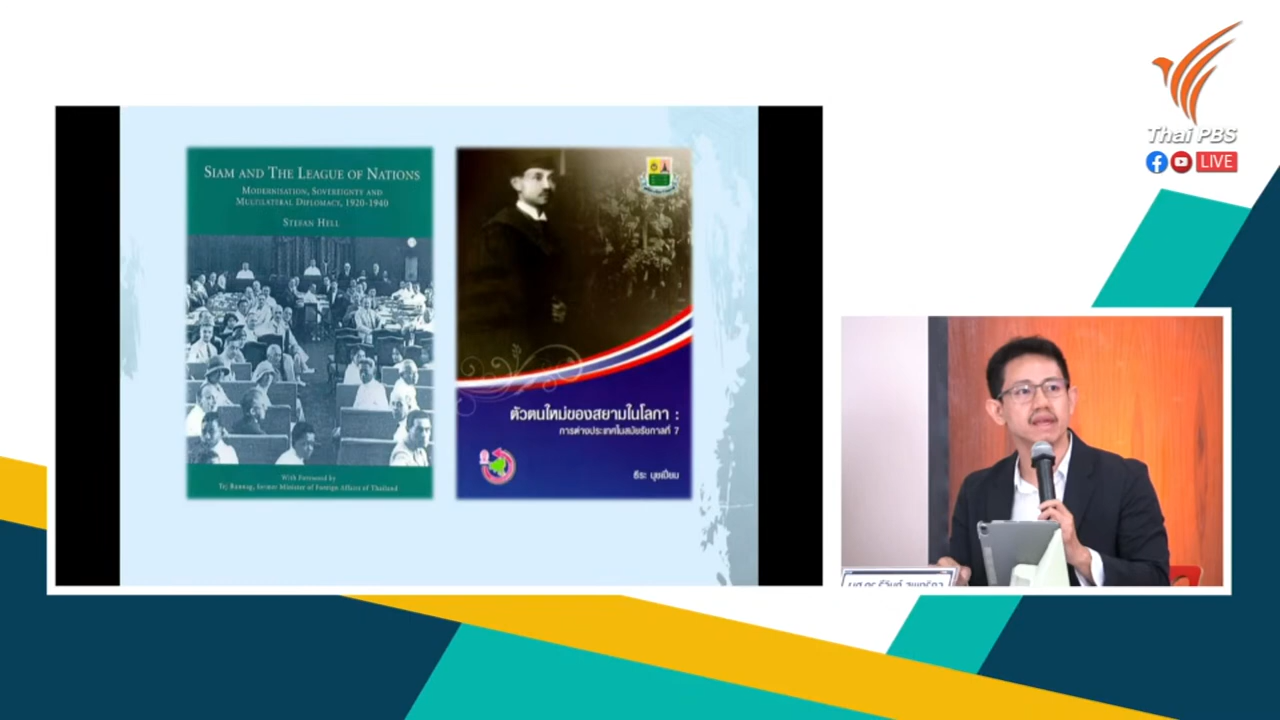 Thai PBS
LIVE
SIAM AND THE LEAGUE OF NATIONS
MODERNISATION, SOVEREIGNTY AND
MULTILATERAL DIPLOMACY, 1920-1940
STEFAN HELL
With Foreword by
Tej Bunnag, former Minister of Foreign Affairs of Thailand
ตัวตนใหม่ของสยามในโลกา :
การต่างประเทศในสมัยรัชกาลที่ 7
ธีระ นุชเปี่ยม